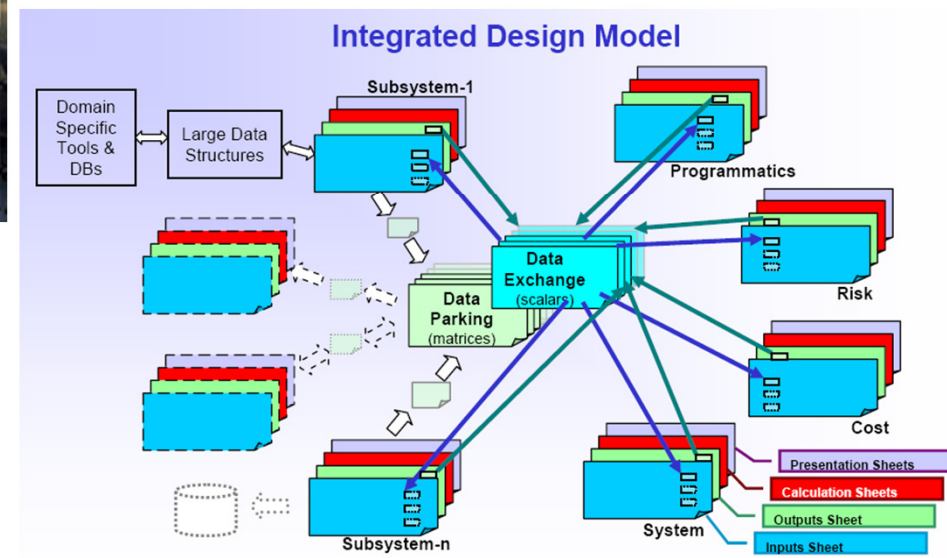 Integrated Design Model
Subsystem-1
Domain
Specific
Tools &
DBs
Large Data
Structures
Programmatics
Data
Exchange
(scalars)
Data
Parking
(matrices)
Risk
Cost
Subsystem-n
System
Presentation Sheets
Calculation Sheets
Outputs Sheet
Inputs Sheet